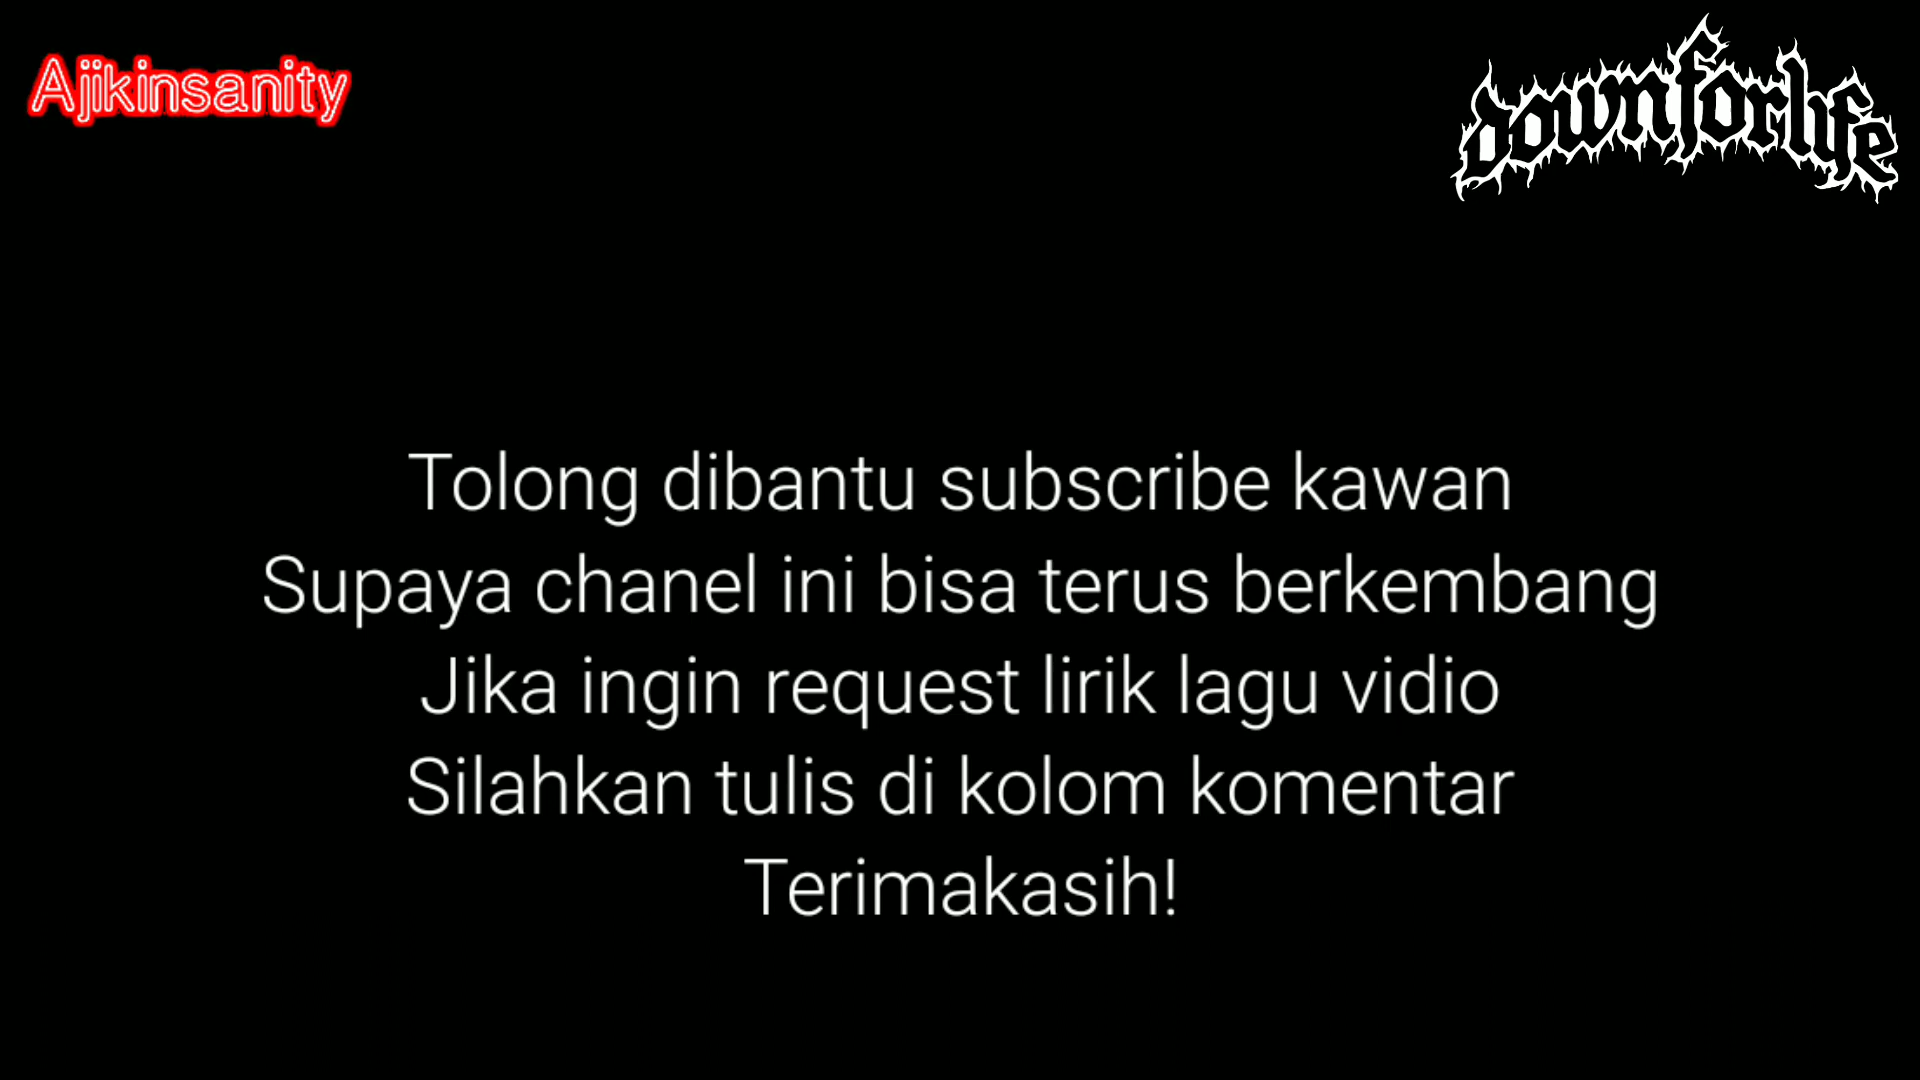 Ajikinsanity
downforlife
Tolong dibantu subscribe kawan
Supaya chanel ini bisa terus berkembang
Jika ingin request lirik lagu vidio
Silahkan tulis di kolom komentar
Terimakasih!